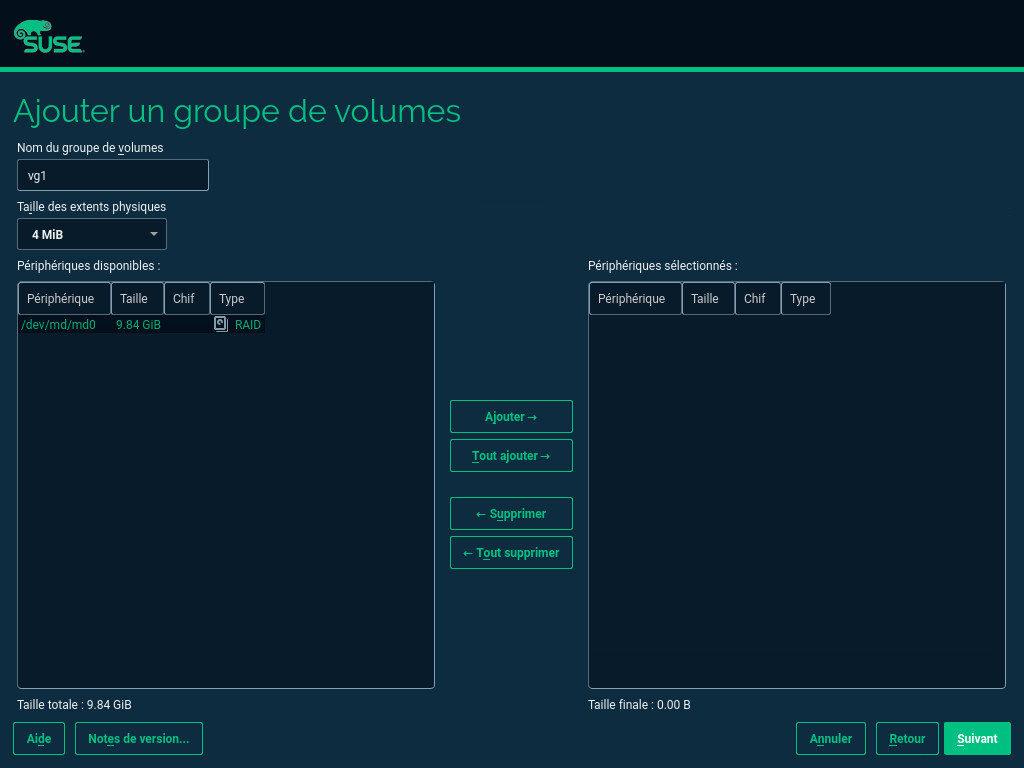 SUSE
Ajouter un groupe de volumes
Nom du groupe de volumes
vg1
Taille des extents physiques
4 MiB
Périphériques disponibles :
Périphérique Taille Chif Type
/dev/md/md0 9.84 GiB RAID
Ajouter →
Tout ajouter →
← Supprimer
← Tout supprimer
Périphériques sélectionnés :
Périphérique Taille Chif Type
Taille totale : 9.84 GiB
Taille finale : 0.00 B
Aide Notes de version... Annuler Retour Suivant